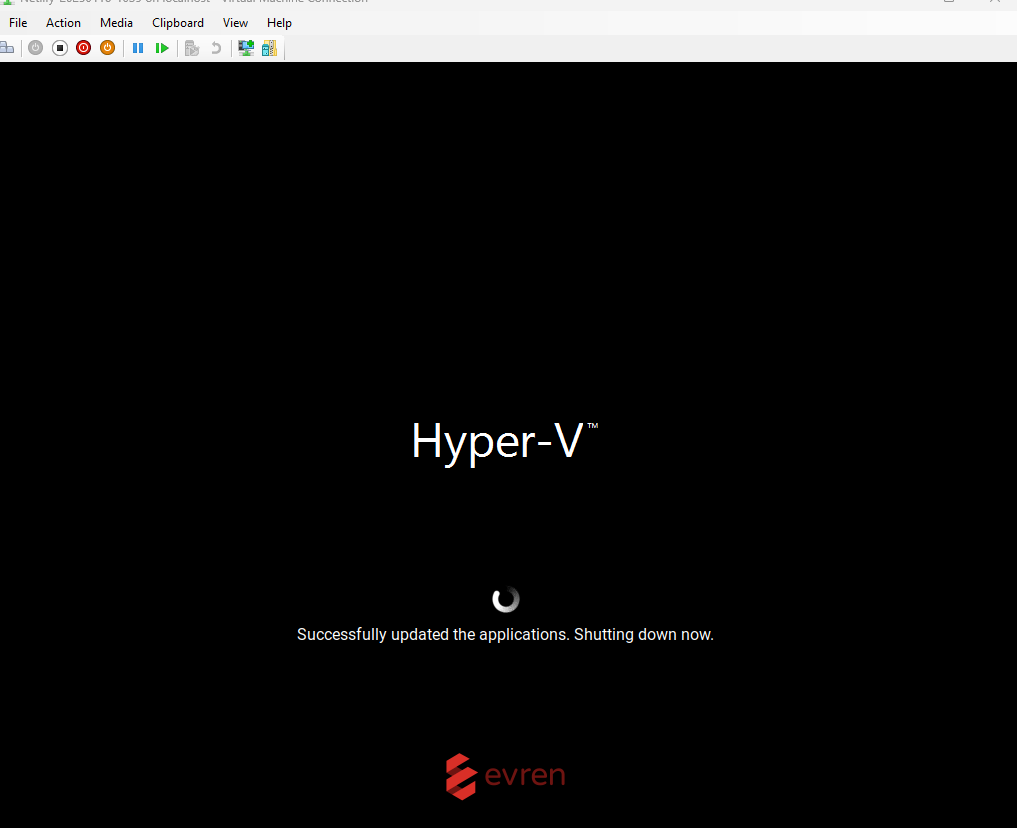 on localhost - Virtual Machine Connection
File Action Media Clipboard View Help
Hyper-V™
Successfully updated the applications. Shutting down now.
evren